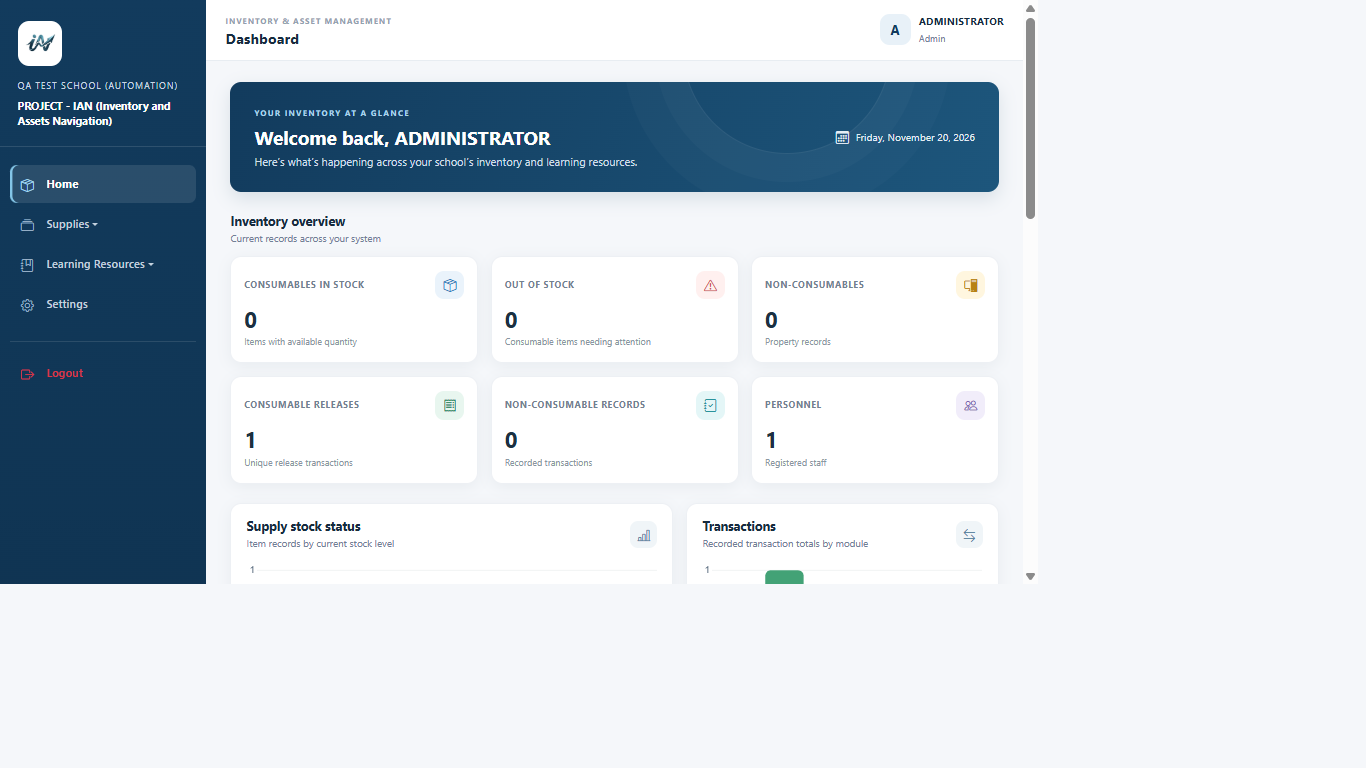 iAN
QA TEST SCHOOL (AUTOMATION)
PROJECT - IAN (Inventory and
Assets Navigation)
Home
Supplies
Learning Resources
Settings
Logout
INVENTORY & ASSET MANAGEMENT
Dashboard
A
ADMINISTRATOR
Admin
YOUR INVENTORY AT A GLANCE
Welcome back, ADMINISTRATOR
Here's what's happening across your school's inventory and learning resources.
Friday, November 20, 2026
Inventory overview
Current records across your system
CONSUMABLES IN STOCK
0
Items with available quantity
OUT OF STOCK
0
Consumable items needing attention
NON-CONSUMABLES
0
Property records
CONSUMABLE RELEASES
1
Unique release transactions
NON-CONSUMABLE RECORDS
0
Recorded transactions
PERSONNEL
1
Registered staff
Supply stock status
Item records by current stock level
1
Transactions
Recorded transaction totals by module
1